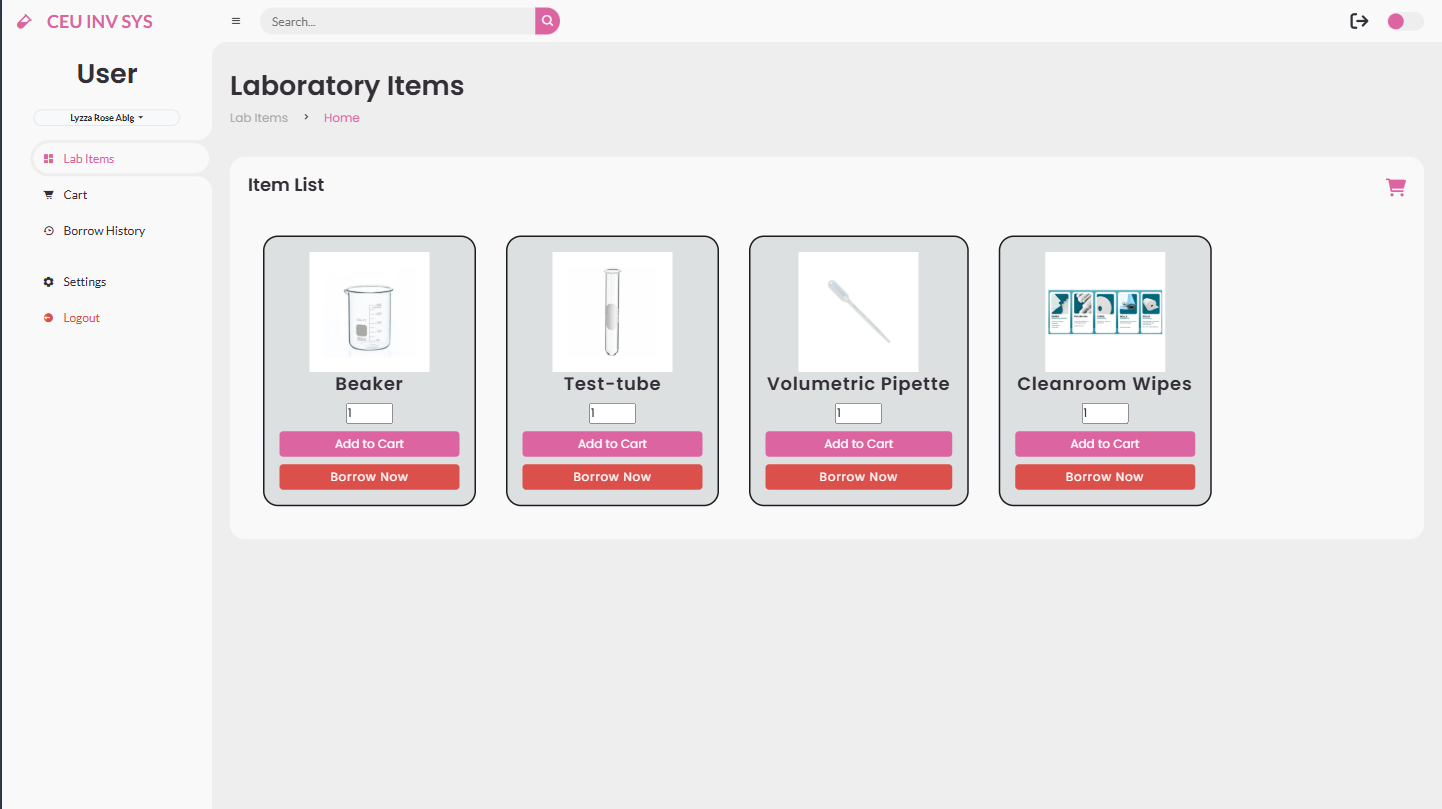 CEU INV SYS
Search...
User
Lyzza Rose Ablg
Lab Items
Cart
Borrow History
Settings
Logout
Laboratory Items
Lab Items > Home
Item List
Beaker
1
Add to Cart
Borrow Now
Test-tube
1
Add to Cart
Borrow Now
Volumetric Pipette
1
Add to Cart
Borrow Now
Cleanroom Wipes
1
Add to Cart
Borrow Now